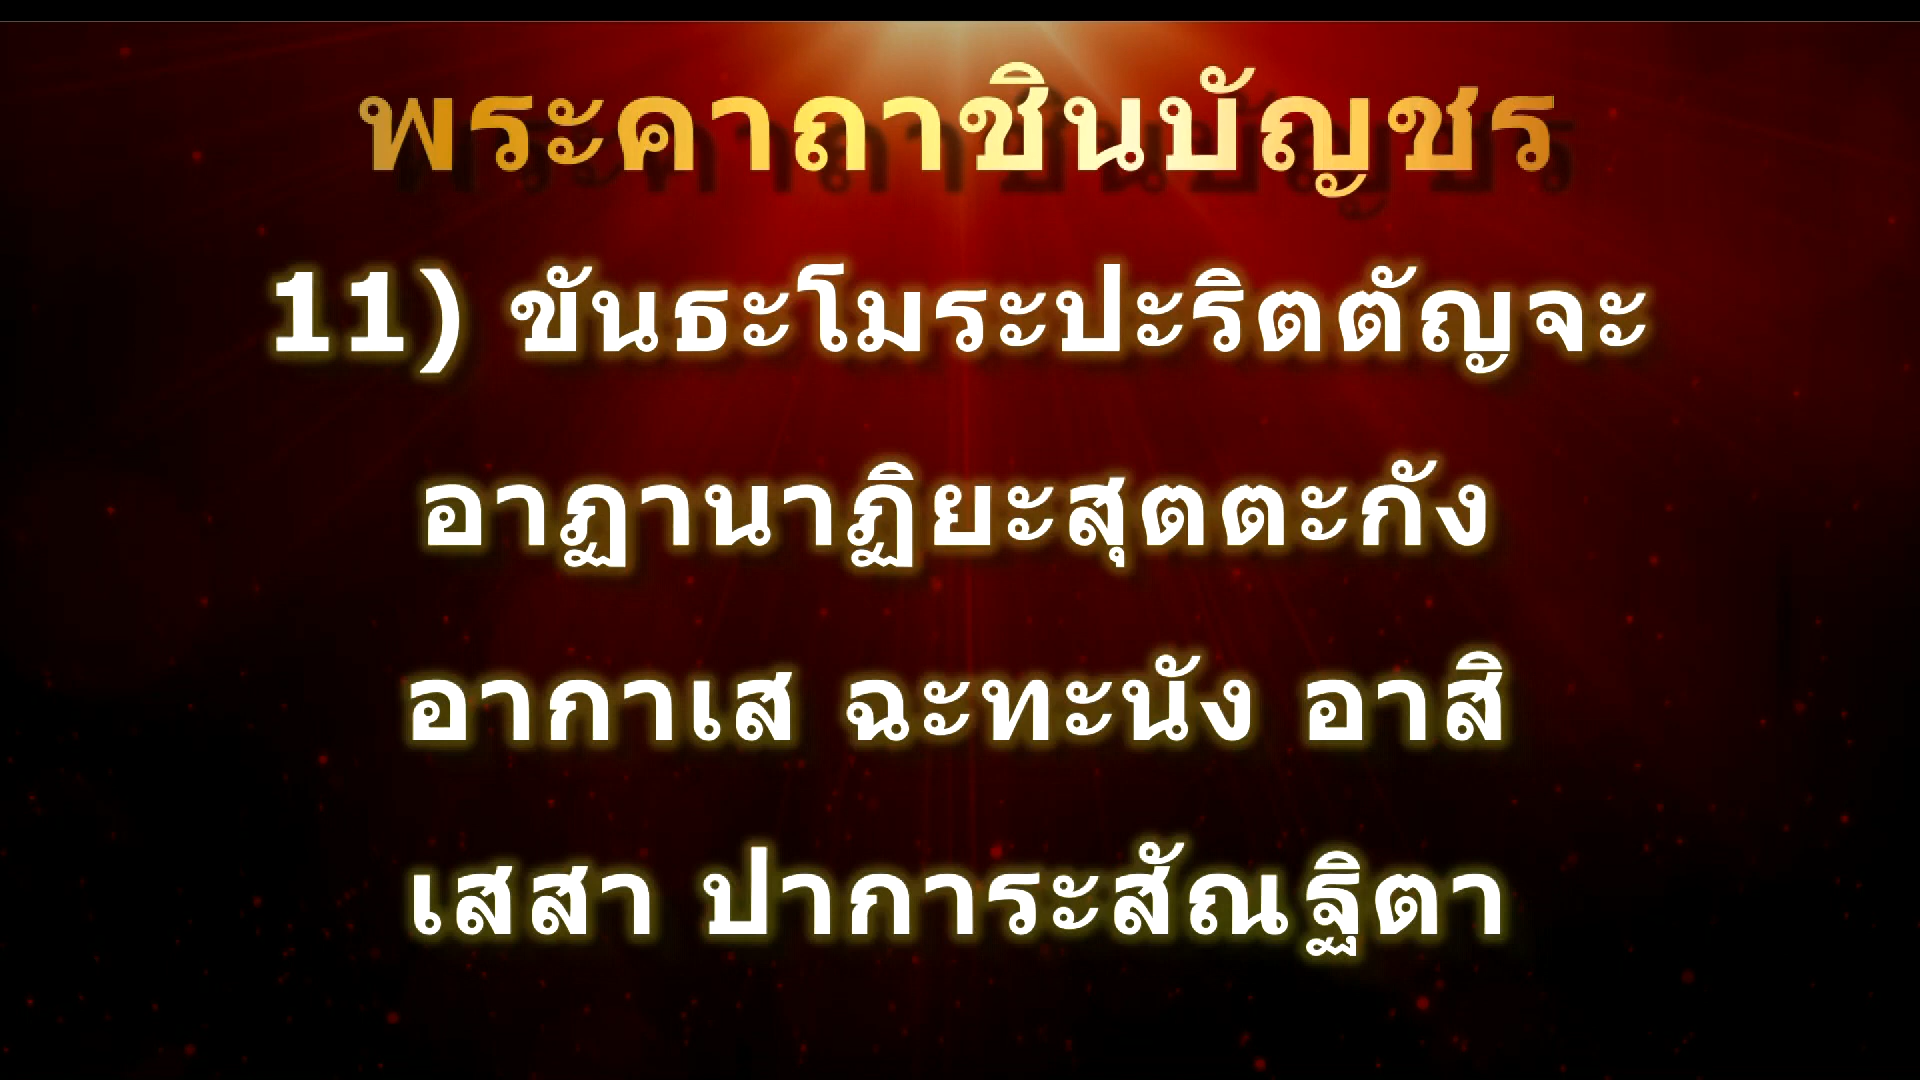 พระคาถาชินบัญชร
11) ขันธะโมระปะริตตัญจะ
อาฏานาฏิยะสุตตะกัง
อากาเส ฉะทะนัง อาสิ
เสสา ปาการะสัณฐิตา